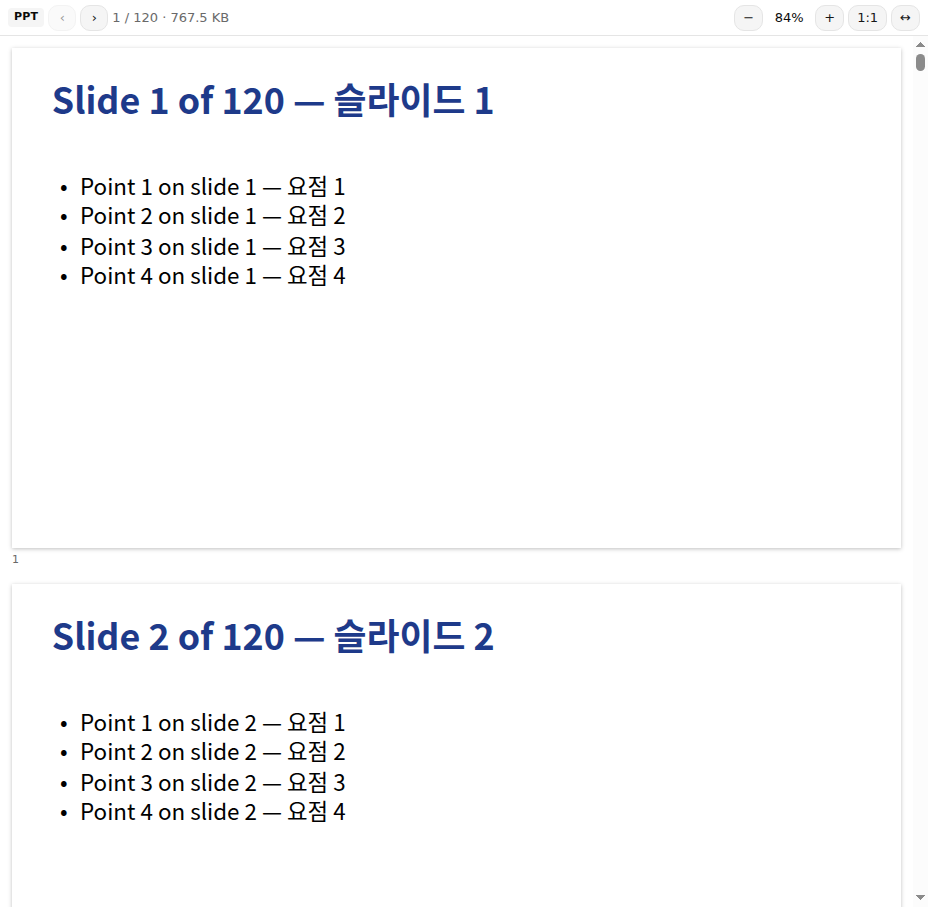 PPT ‹ › 1 / 120 · 767.5 KB − 84% + 1:1 ↔
Slide 1 of 120 — 슬라이드 1
• Point 1 on slide 1 — 요점 1
• Point 2 on slide 1 — 요점 2
• Point 3 on slide 1 — 요점 3
• Point 4 on slide 1 — 요점 4
1
Slide 2 of 120 — 슬라이드 2
• Point 1 on slide 2 — 요점 1
• Point 2 on slide 2 — 요점 2
• Point 3 on slide 2 — 요점 3
• Point 4 on slide 2 — 요점 4